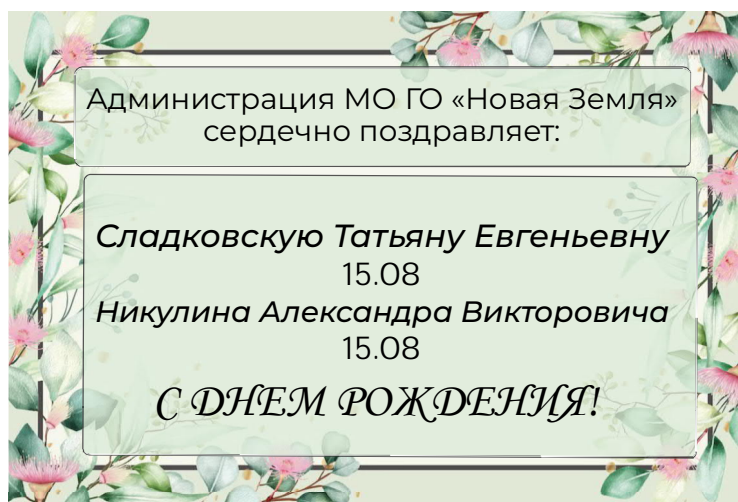 Администрация МО ГО «Новая Земля»
сердечно поздравляет:
Сладковскую Татьяну Евгеньевну
15.08
Никулина Александра Викторовича
15.08
С ДНЕМ РОЖДЕНИЯ!